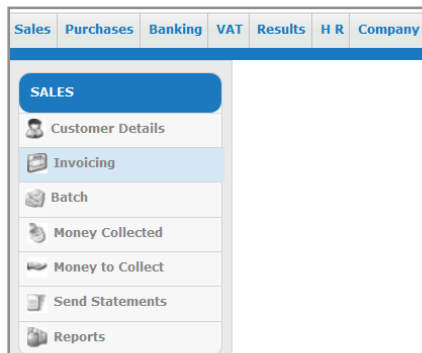 Sales Purchases Banking VAT Results H R Company
SALES
Customer Details
Invoicing
Batch
Money Collected
Money to Collect
Send Statements
Reports